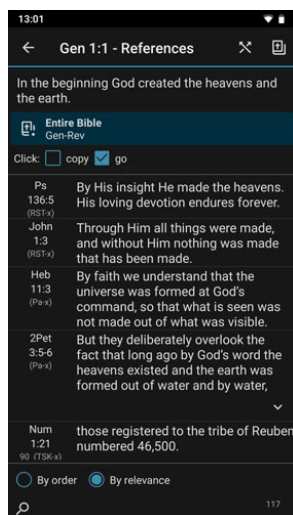 13:01
Gen 1:1 - References
In the beginning God created the heavens and
the earth.
Entire Bible
Gen-Rev
Click: copy go
Ps
136:5
(RST-x)
By His insight He made the heavens.
His loving devotion endures forever.
John
1:3
(RST-x)
Through Him all things were made,
and without Him nothing was made
that has been made.
Heb
11:3
(Pa-x)
By faith we understand that the
universe was formed at God's
command, so that what is seen was
not made out of what was visible.
2Pet
3:5-6
(Pa-x)
But they deliberately overlook the
fact that long ago by God's word the
heavens existed and the earth was
formed out of water and by water,
Num
1:21
90 (TSK-x)
those registered to the tribe of Reuben
numbered 46,500.
By order By relevance
117